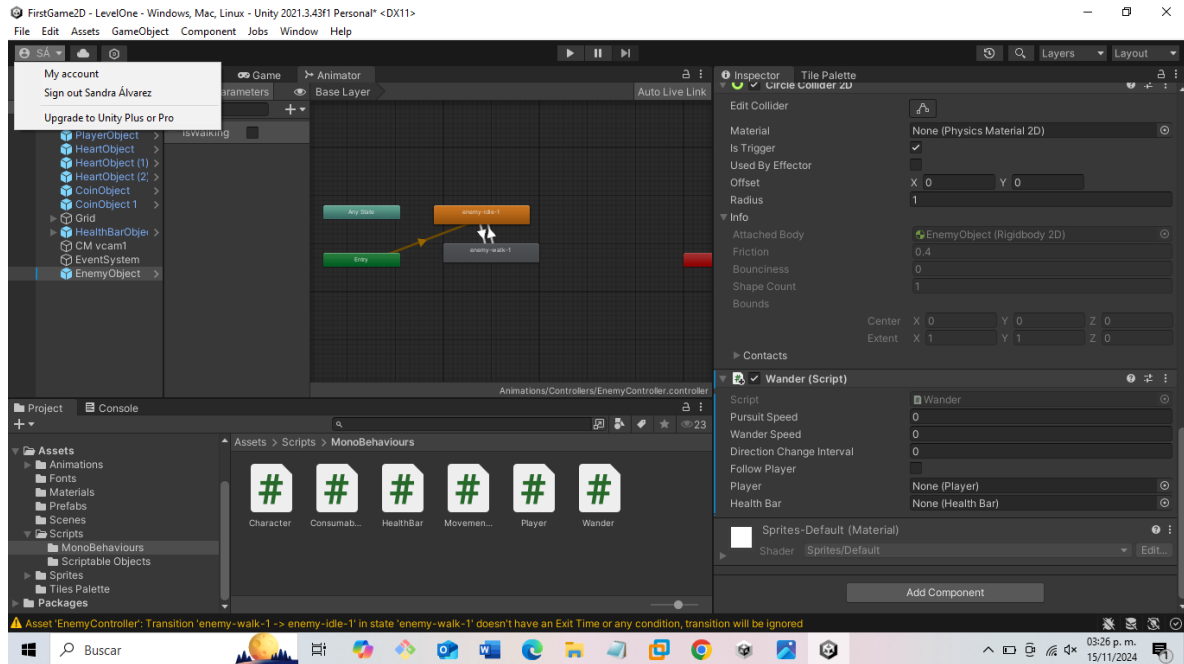 FirstGame2D - LevelOne - Windows, Mac, Linux - Unity 2021.3.43f1 Personal* <DX11>
File Edit Assets GameObject Component Jobs Window Help
SÁ
Layers
Layout
My account
Sign out Sandra Álvarez
Upgrade to Unity Plus or Pro
Game
Animator
arameters
Base Layer
Auto Live Link
IsWalking
PlayerObject
HeartObject
HeartObject (1)
HeartObject (2)
CoinObject
CoinObject 1
Grid
HealthBarObje
CM vcam1
EventSystem
EnemyObject
Any State
enemy-idle-1
enemy-walk-1
Entry
Animations/Controllers/EnemyController.controller
Inspector
Tile Palette
Circle Collider 2D
Edit Collider
Material None (Physics Material 2D)
Is Trigger
Used By Effector
Offset X 0 Y 0
Radius 1
Info
Attached Body EnemyObject (Rigidbody 2D)
Friction 0.4
Bounciness 0
Shape Count 1
Bounds
Center X 0 Y 0 Z 0
Extent X 1 Y 1 Z 0
Contacts
Wander (Script)
Script Wander
Pursuit Speed 0
Wander Speed 0
Direction Change Interval 0
Follow Player
Player None (Player)
Health Bar None (Health Bar)
Sprites-Default (Material)
Shader Sprites/Default Edit...
Add Component
Project
Console
23
Assets
Animations
Fonts
Materials
Prefabs
Scenes
Scripts
MonoBehaviours
Scriptable Objects
Sprites
Tiles Palette
Packages
Assets > Scripts > MonoBehaviours
Character Consumab... HealthBar Movemen... Player Wander
Asset 'EnemyController': Transition 'enemy-walk-1 -> enemy-idle-1' in state 'enemy-walk-1' doesn't have an Exit Time or any condition, transition will be ignored
Buscar
03:26 p. m.
15/11/2024